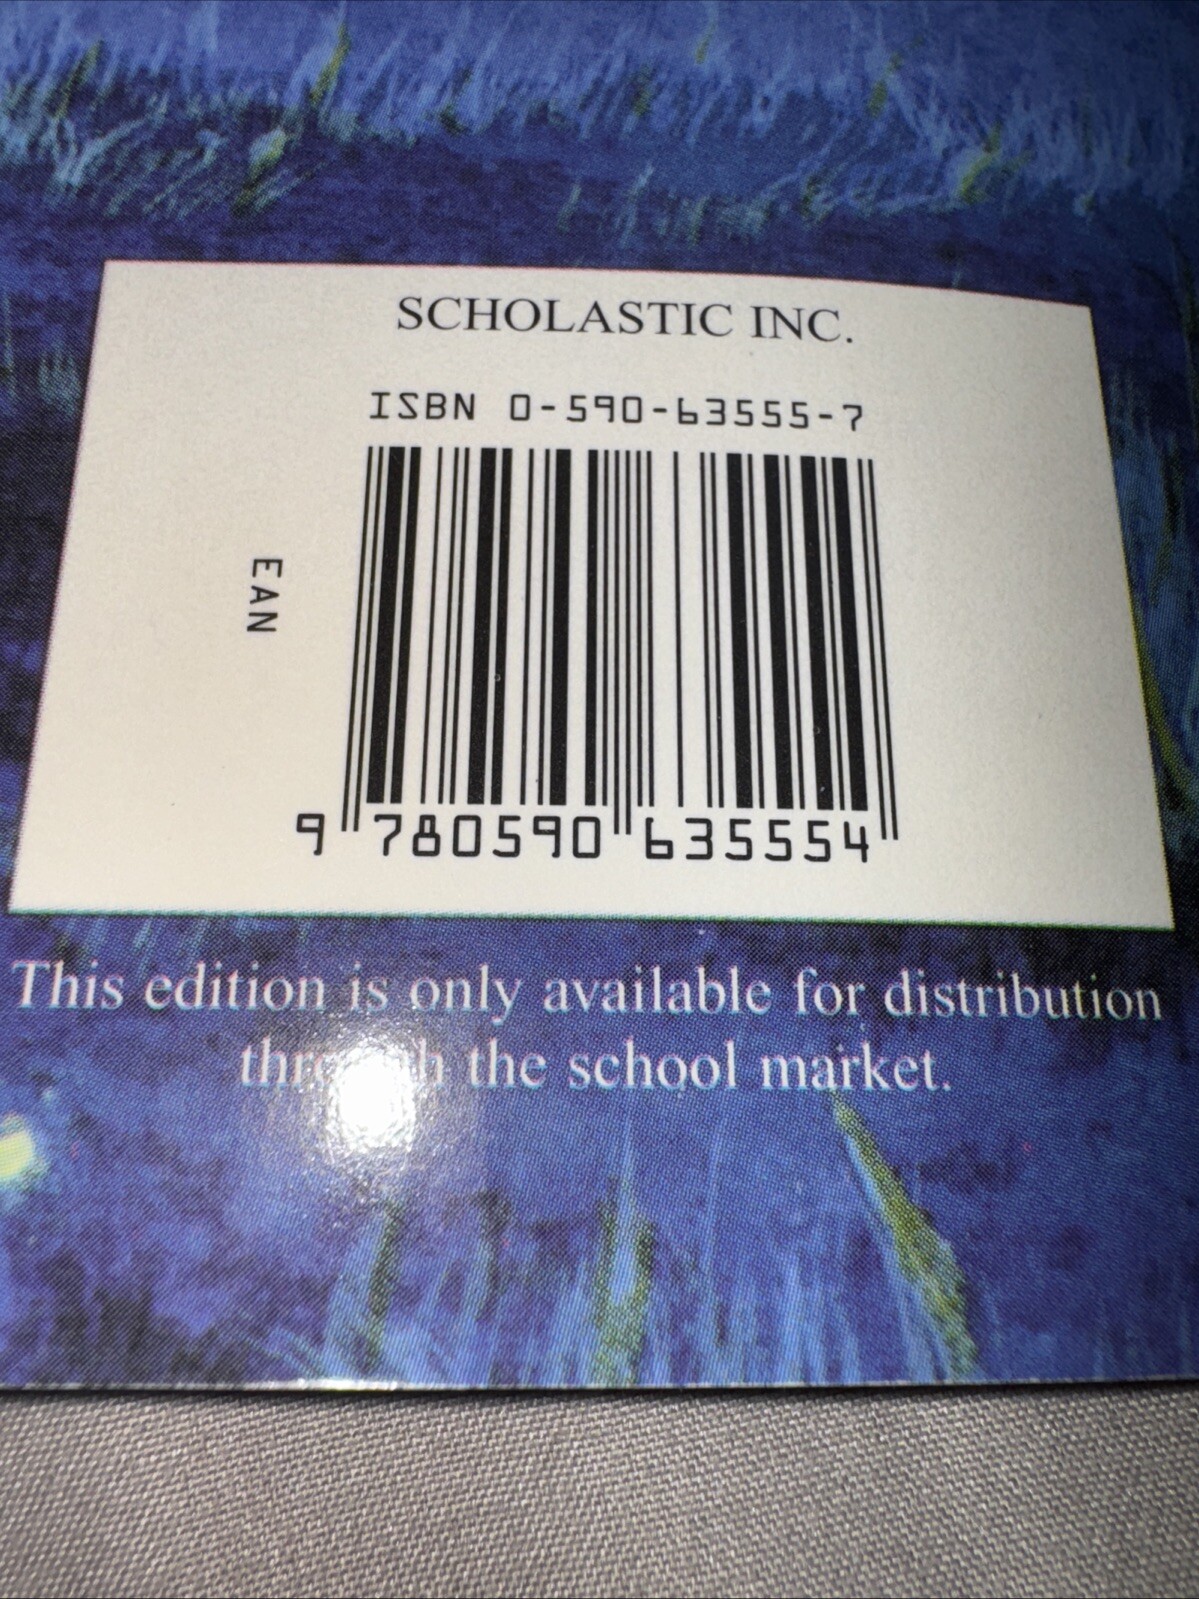 SCHOLASTIC INC.
ISBN 0-590-63555-7
EAN
9 780590 635554
This edition is only available for distribution
through the school market.